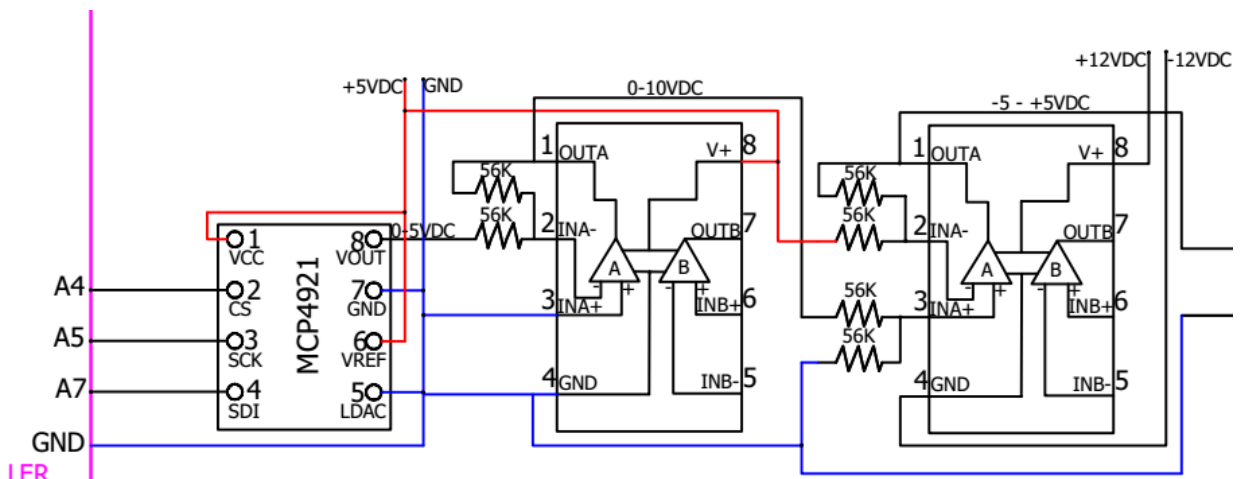 +5VDC
GND
0-10VDC
+12VDC
-12VDC
-5 - +5VDC
1
OUTA
V+
8
56K
56K
2
INA-
OUTB
7
A
B
-
+
-
+
3
INA+
INB+
6
4
GND
INB-
5
1
OUTA
V+
8
56K
56K
2
INA-
OUTB
7
A
B
-
+
-
+
56K
56K
3
INA+
INB+
6
4
GND
INB-
5
0-5VDC
1
VCC
8
VOUT
A4
2
CS
7
GND
A5
3
SCK
6
VREF
A7
4
SDI
5
LDAC
MCP4921
GND
LER